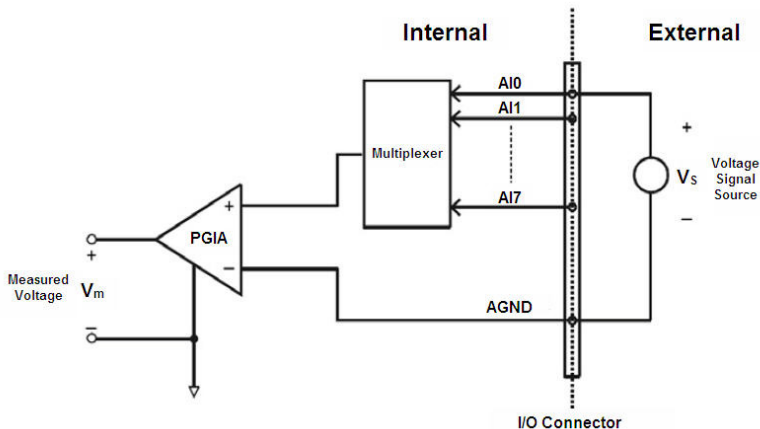 Internal
External
AI0
AI1
Multiplexer
AI7
+
VS
−
Voltage
Signal
Source
+
PGIA
−
Measured
Voltage
+
Vm
−
AGND
I/O Connector